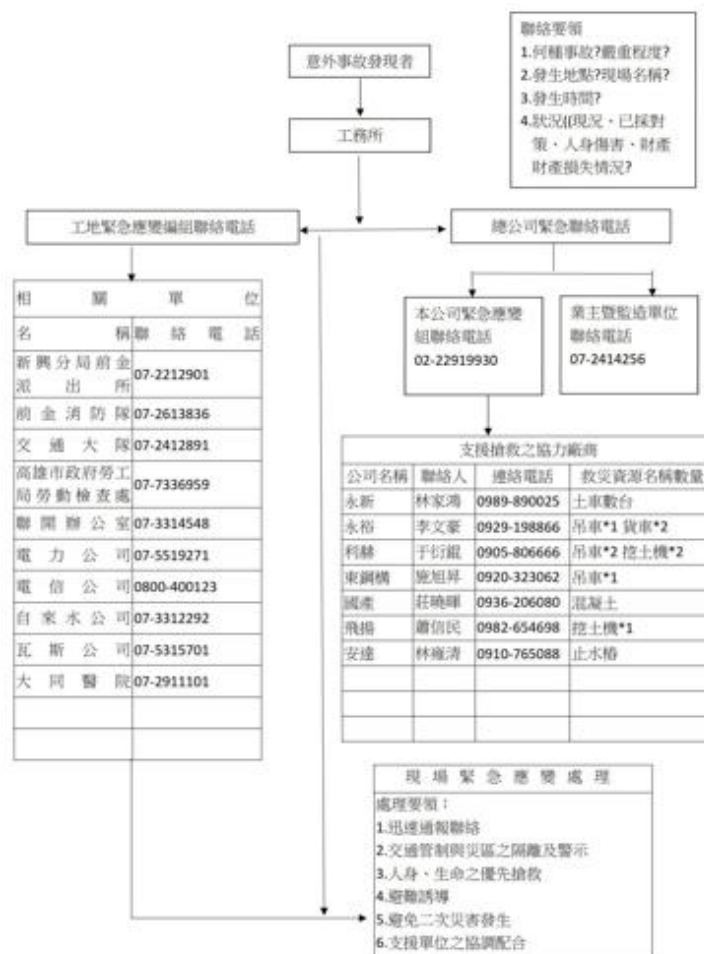 意外事故發現者
工務所
聯絡要領
1.何種事故?嚴重程度?
2.發生地點?現場名稱?
3.發生時間?
4.狀況((現況、已採對
策、人身傷害、財產
財產損失情況?
工地緊急應變編組聯絡電話
總公司緊急聯絡電話
相關單位
名稱 聯絡電話
新興分局前金
派出所 07-2212901
前金消防隊 07-2613836
交通大隊 07-2412891
高雄市政府勞工
局勞動檢查處 07-7336959
聯開辦公室 07-3314548
電力公司 07-5519271
電信公司 0800-400123
自來水公司 07-3312292
瓦斯公司 07-5315701
大同醫院 07-2911101
本公司緊急應變
組聯絡電話
02-22919930
業主暨監造單位
聯絡電話
07-2414256
支援搶救之協力廠商
公司名稱 聯絡人 連絡電話 救災資源名稱數量
永新 林家鴻 0989-890025 土車數台
永裕 李文豪 0929-198866 吊車*1 貨車*2
利赫 于衍錕 0905-806666 吊車*2 挖土機*2
東鋼構 施旭昇 0920-323062 吊車*1
國產 莊曉暉 0936-206080 混凝土
飛揚 蕭信民 0982-654698 挖土機*1
安達 林雍清 0910-765088 止水樁
現場緊急應變處理
處理要領：
1.迅速通報聯絡
2.交通管制與災區之隔離及警示
3.人身、生命之優先搶救
4.避難誘導
5.避免二次災害發生
6.支援單位之協調配合